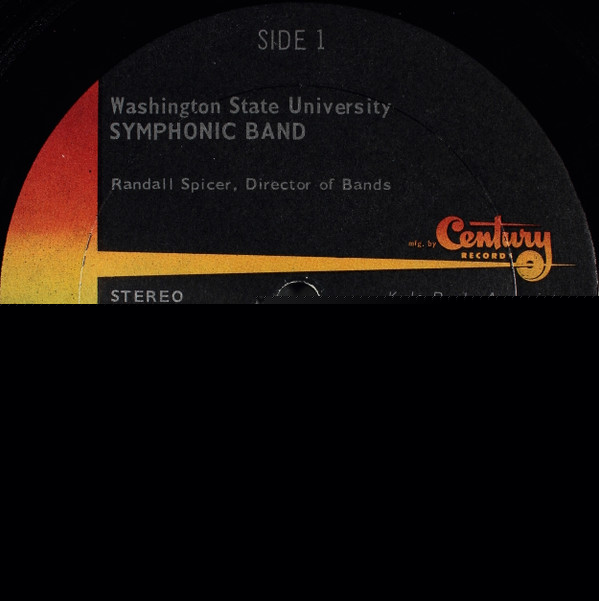 SIDE 1
Washington State University
SYMPHONIC BAND
Randall Spicer, Director of Bands
mfg. by Century
RECORDS
STEREO